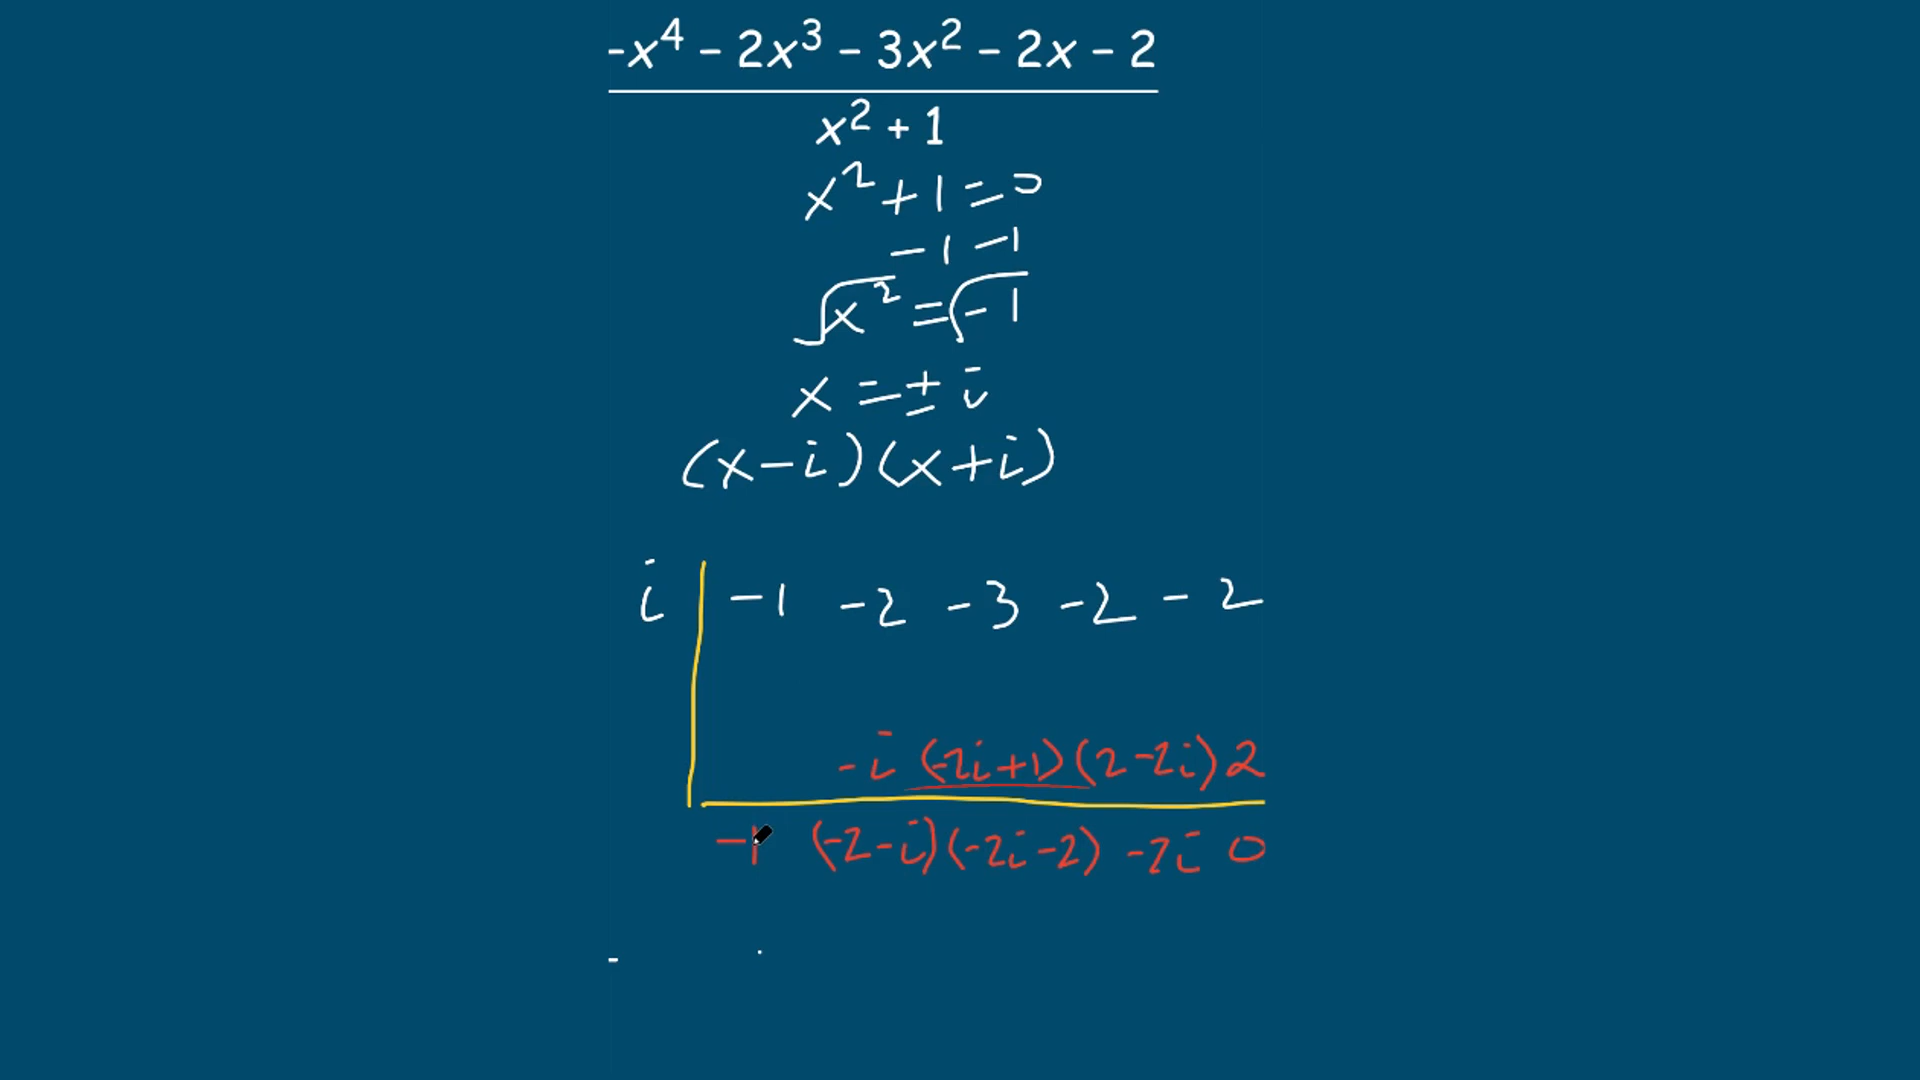 -x⁴ - 2x³ - 3x² - 2x - 2
x² + 1
x² + 1 = 0
- 1 - 1
√x² = √-1
x = ± i
(x - i)(x + i)
i | -1 -2 -3 -2 -2
-i (-2i+1)(2-2i) 2
-1 (-2-i)(-2i-2) -2i 0